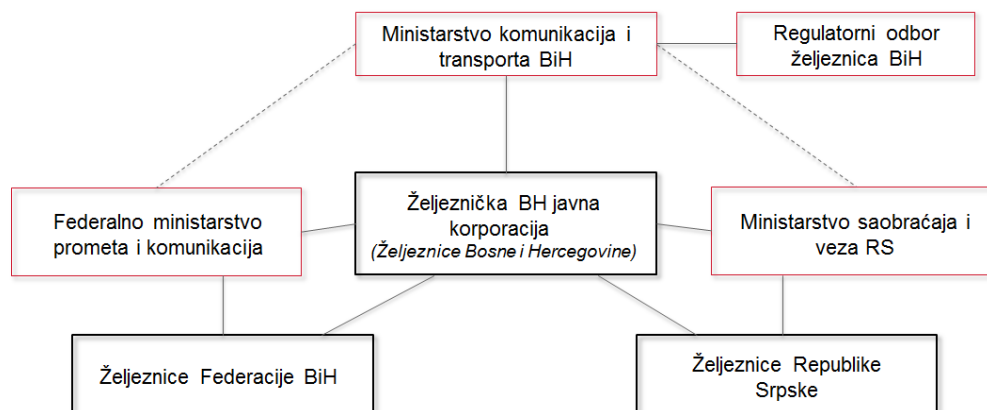 Ministarstvo komunikacija i
transporta BiH
Regulatorni odbor
željeznica BiH
Federalno ministarstvo
prometa i komunikacija
Željeznička BH javna
korporacija
(Željeznice Bosne i Hercegovine)
Ministarstvo saobraćaja i
veza RS
Željeznice Federacije BiH
Željeznice Republike
Srpske